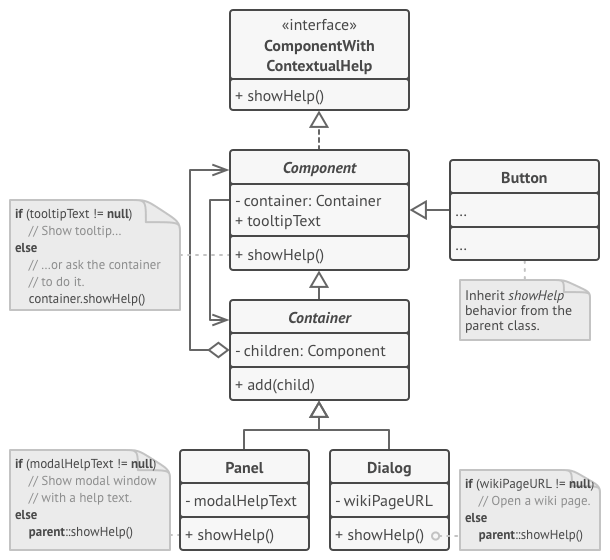 «interface»
ComponentWith
ContextualHelp
+ showHelp()
Component
- container: Container
+ tooltipText
+ showHelp()
Button
...
...
if (tooltipText != null)
// Show tooltip...
else
// ...or ask the container
// to do it.
container.showHelp()
Inherit showHelp
behavior from the
parent class.
Container
- children: Component
+ add(child)
Panel
- modalHelpText
+ showHelp()
Dialog
- wikiPageURL
+ showHelp()
if (modalHelpText != null)
// Show modal window
// with a help text.
else
parent::showHelp()
if (wikiPageURL != null)
// Open a wiki page.
else
parent::showHelp()